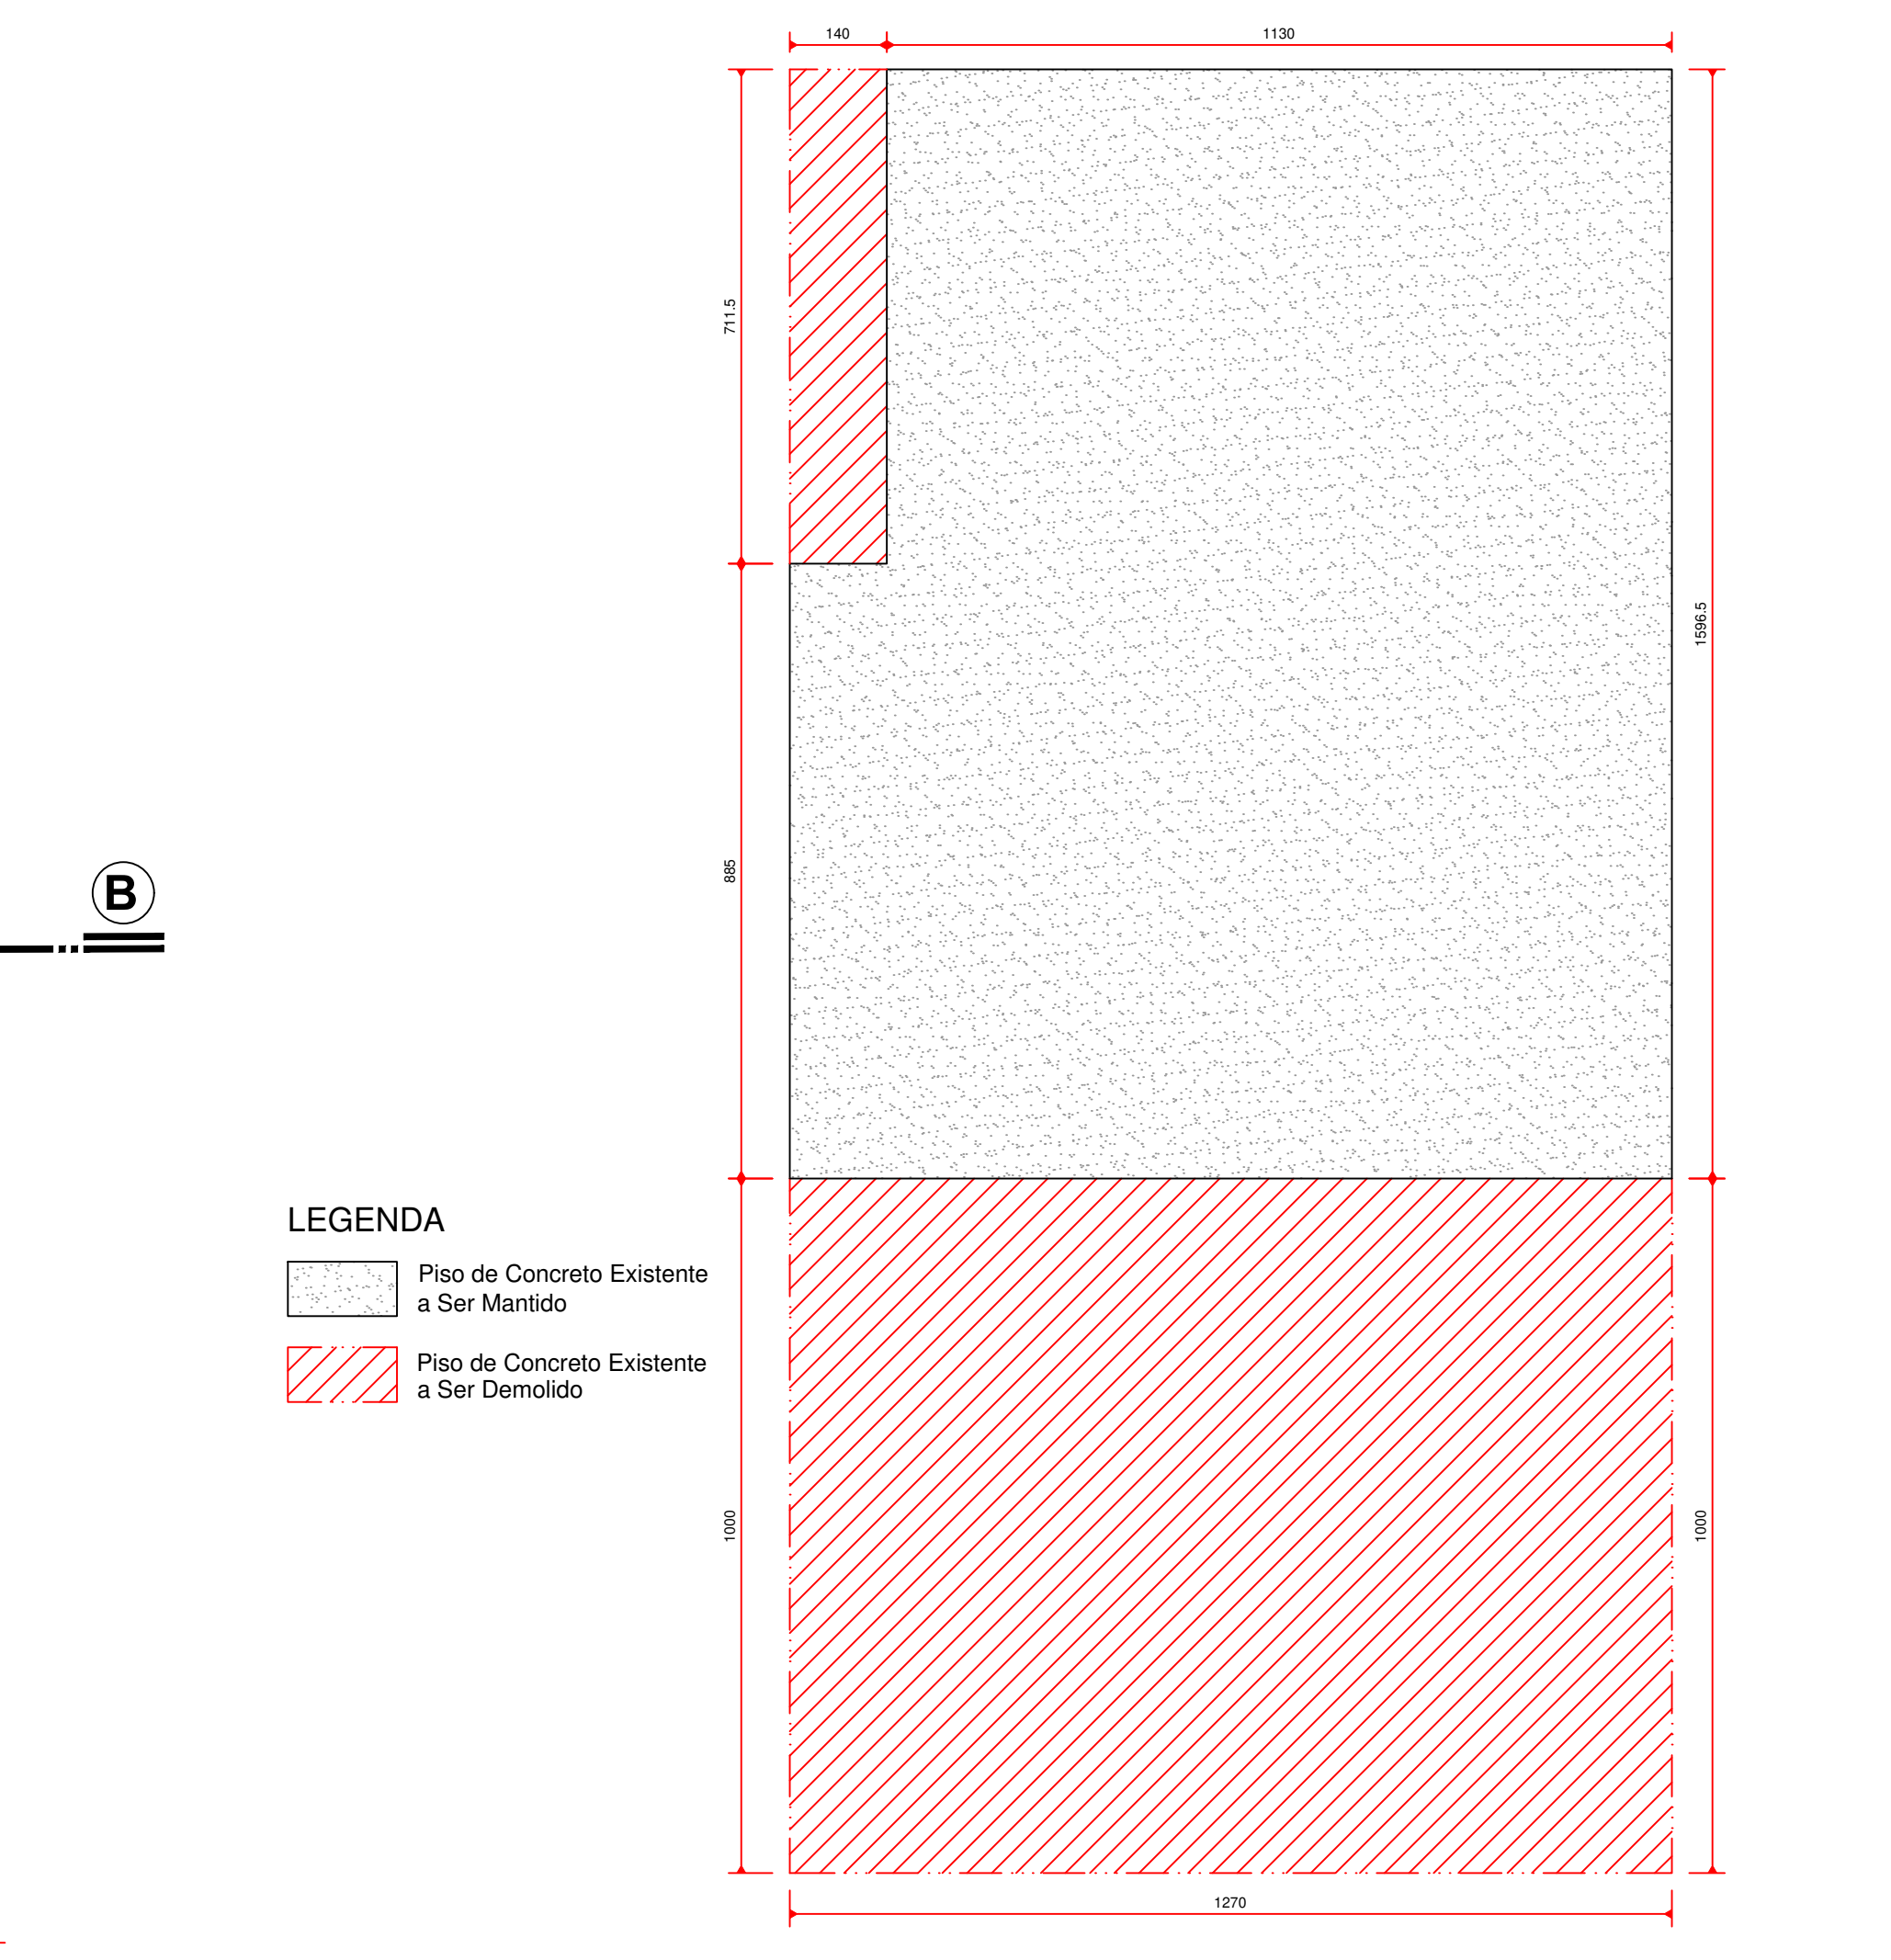 140
1130
711.5
1596.5
885
B
LEGENDA
Piso de Concreto Existente
a Ser Mantido
Piso de Concreto Existente
a Ser Demolido
1000
1000
1270